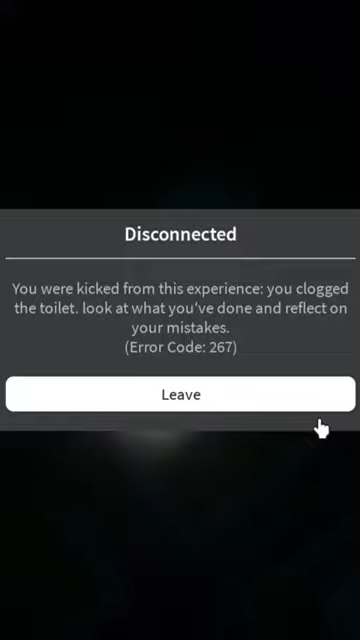 Disconnected
You were kicked from this experience: you clogged
the toilet. look at what you've done and reflect on
your mistakes.
(Error Code: 267)
Leave